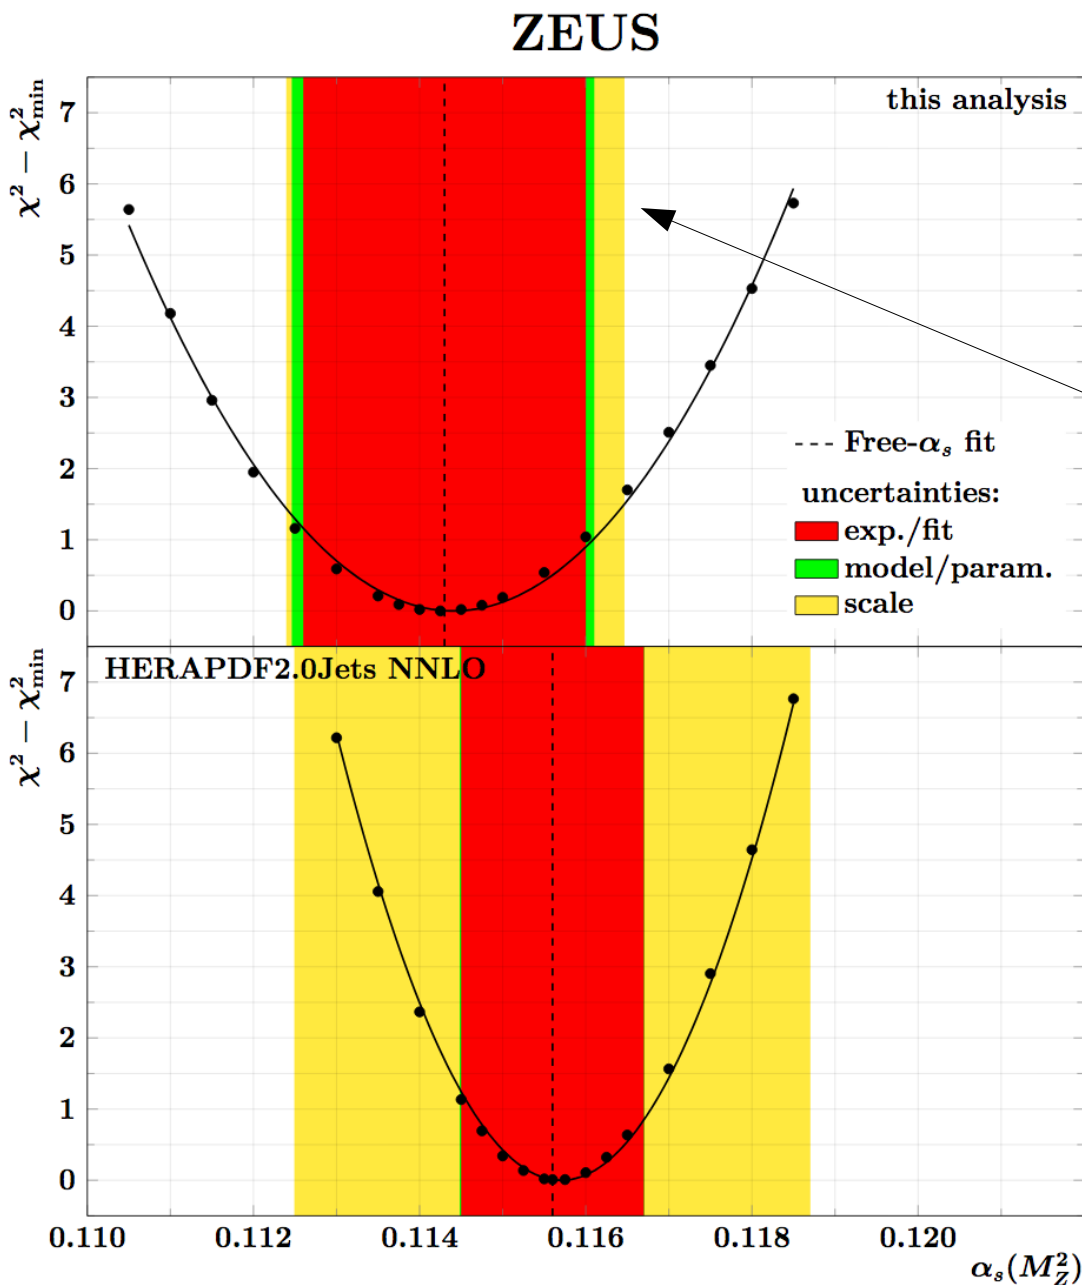 ZEUS
χ² − χ²min
7
6
5
4
3
2
1
0
this analysis
Free-αs fit
uncertainties:
exp./fit
model/param.
scale
χ² − χ²min
7
6
5
4
3
2
1
0
HERAPDF2.0Jets NNLO
0.110 0.112 0.114 0.116 0.118 0.120
αs(M²Z)